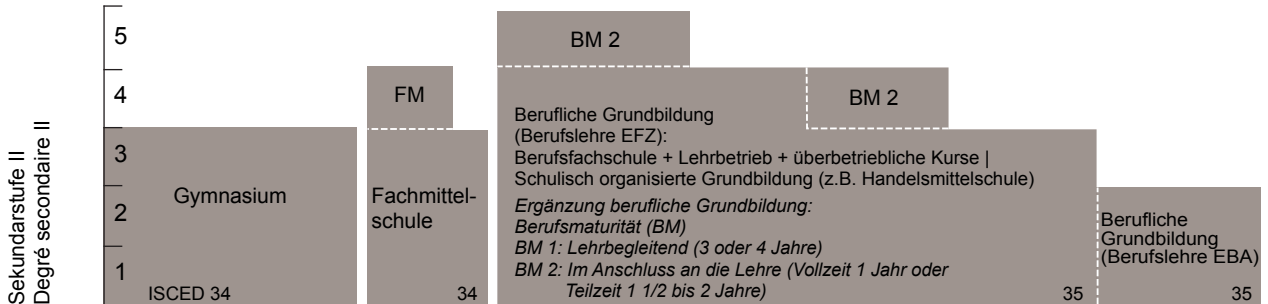 Sekundarstufe II
Degré secondaire II
5
4
3
2
1
Gymnasium
ISCED 34
FM
Fachmittel-
schule
34
BM 2
BM 2
Berufliche Grundbildung
(Berufslehre EFZ):
Berufsfachschule + Lehrbetrieb + überbetriebliche Kurse |
Schulisch organisierte Grundbildung (z.B. Handelsmittelschule)
Ergänzung berufliche Grundbildung:
Berufsmaturität (BM)
BM 1: Lehrbegleitend (3 oder 4 Jahre)
BM 2: Im Anschluss an die Lehre (Vollzeit 1 Jahr oder
Teilzeit 1 1/2 bis 2 Jahre)
35
Berufliche
Grundbildung
(Berufslehre EBA)
35